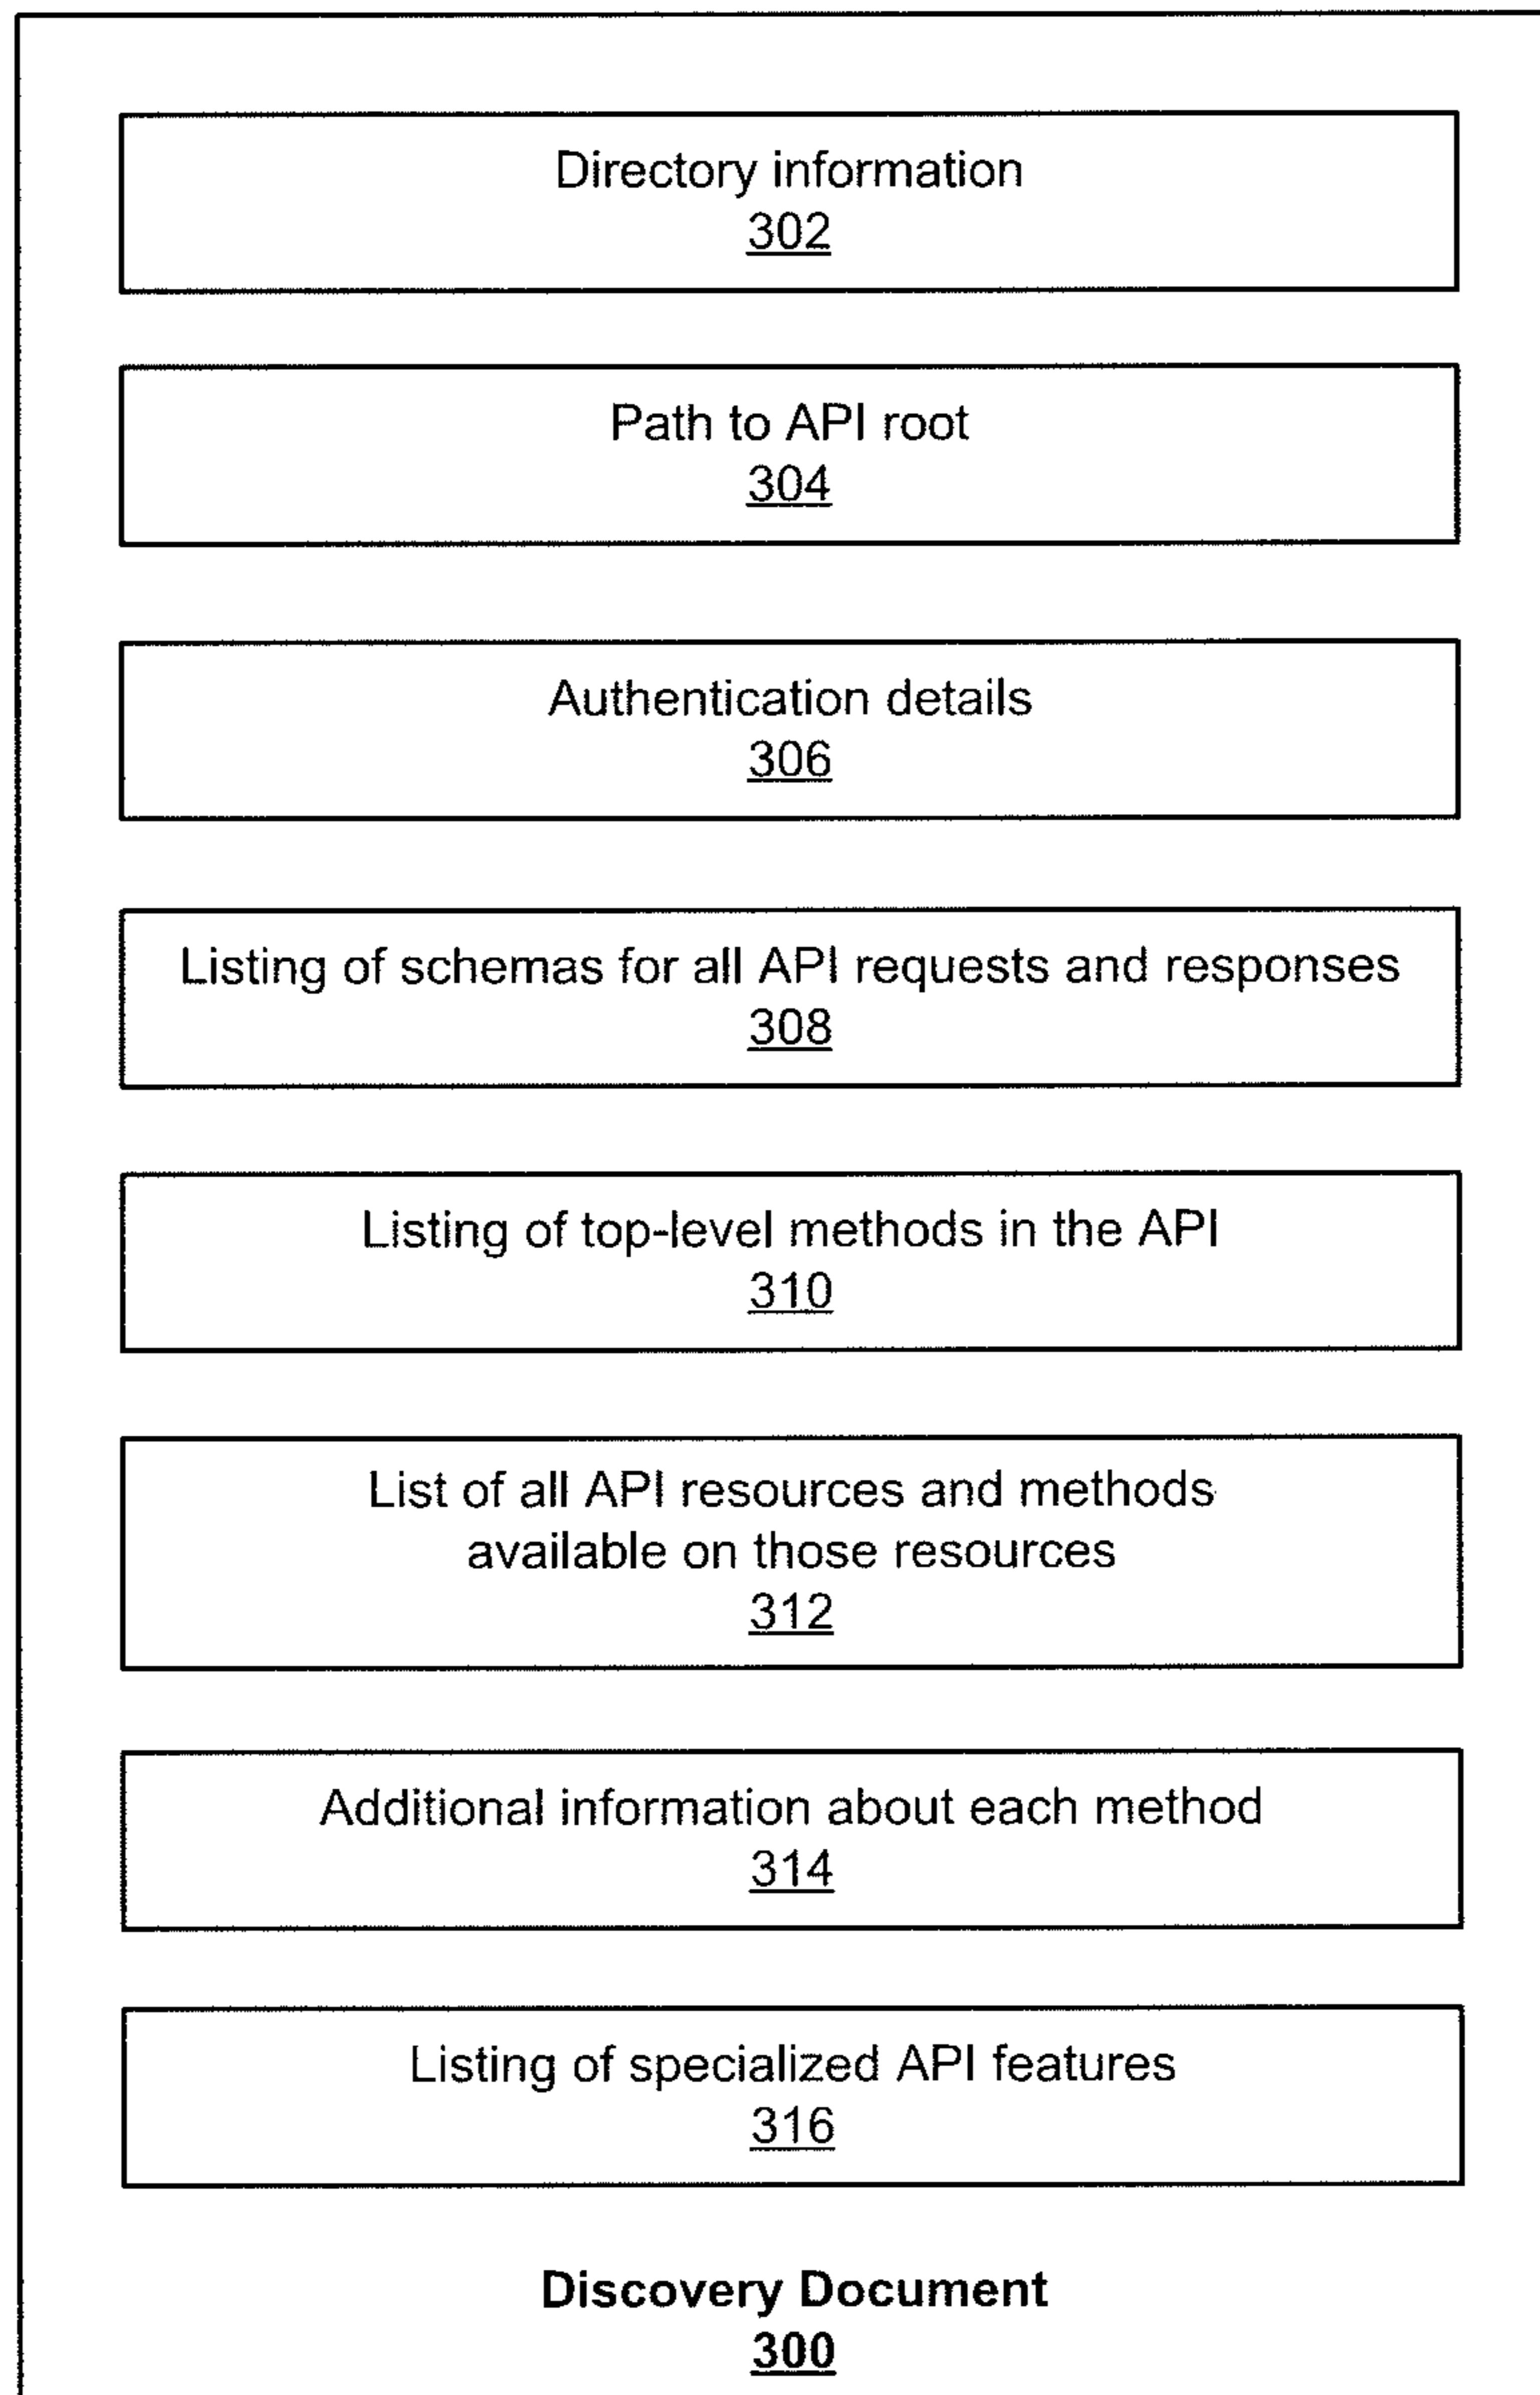 Directory information
302
Path to API root
304
Authentication details
306
Listing of schemas for all API requests and responses
308
Listing of top-level methods in the API
310
List of all API resources and methods
available on those resources
312
Additional information about each method
314
Listing of specialized API features
316
Discovery Document
300